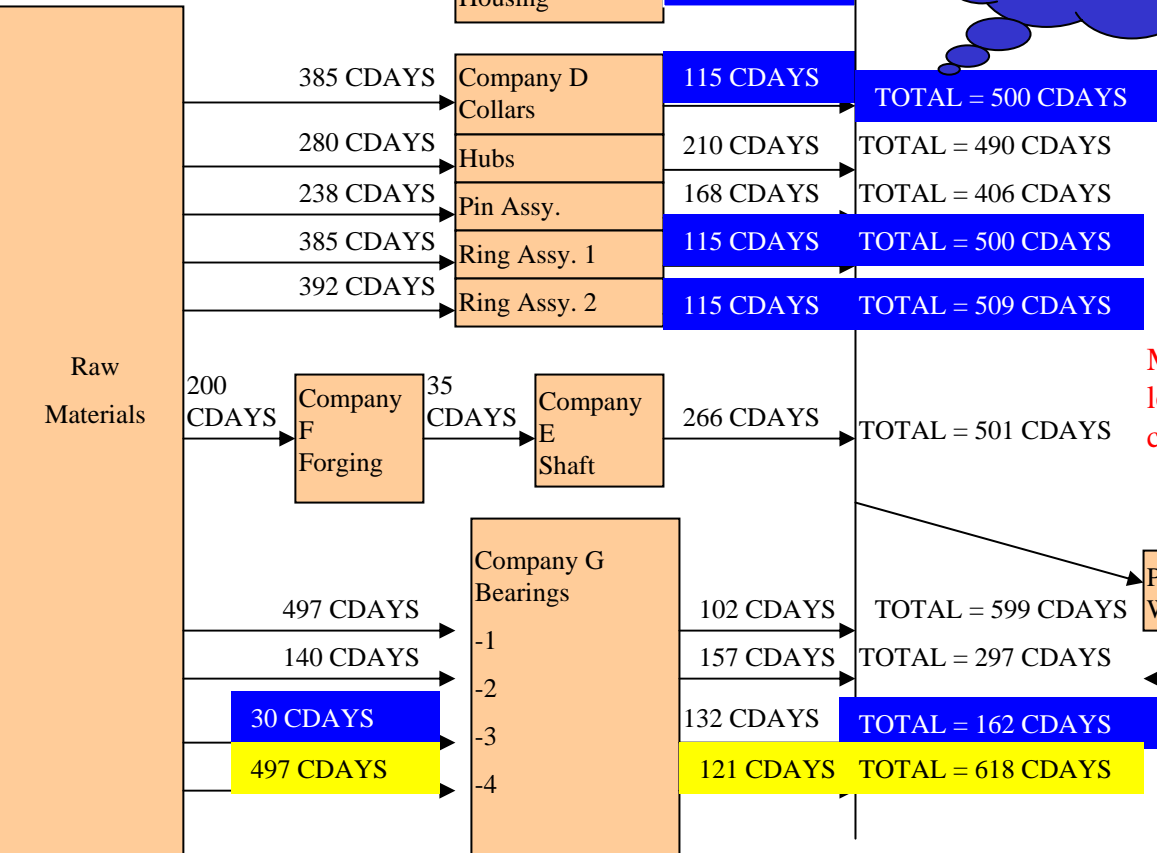 Housing
385 CDAYS
Company D
Collars
115 CDAYS
TOTAL = 500 CDAYS
280 CDAYS
Hubs
210 CDAYS
TOTAL = 490 CDAYS
238 CDAYS
Pin Assy.
168 CDAYS
TOTAL = 406 CDAYS
385 CDAYS
Ring Assy. 1
115 CDAYS
TOTAL = 500 CDAYS
392 CDAYS
Ring Assy. 2
115 CDAYS
TOTAL = 509 CDAYS
Raw
Materials
200
CDAYS
Company
F
Forging
35
CDAYS
Company
E
Shaft
266 CDAYS
TOTAL = 501 CDAYS
Company G
Bearings
497 CDAYS
-1
102 CDAYS
TOTAL = 599 CDAYS
140 CDAYS
-2
157 CDAYS
TOTAL = 297 CDAYS
30 CDAYS
-3
132 CDAYS
TOTAL = 162 CDAYS
497 CDAYS
-4
121 CDAYS
TOTAL = 618 CDAYS